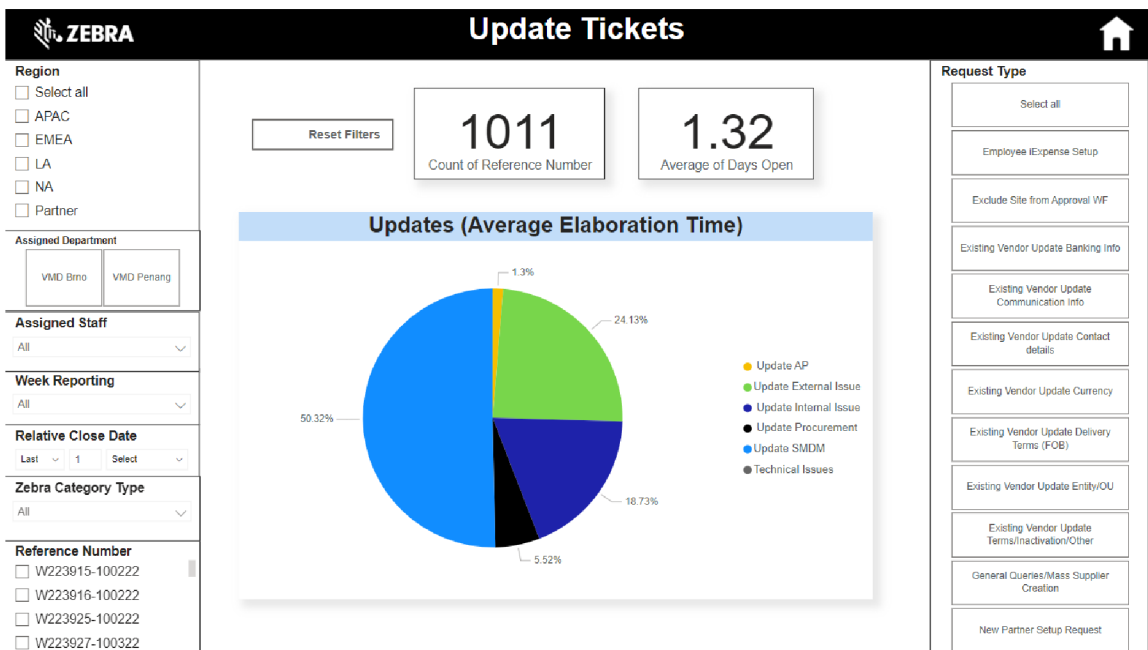 ZEBRA
Update Tickets
Region
Select all
APAC
EMEA
LA
NA
Partner
Assigned Department
VMD Brno
VMD Penang
Assigned Staff
All
Week Reporting
All
Relative Close Date
Last
1
Select
Zebra Category Type
All
Reference Number
W223915-100222
W223916-100222
W223925-100222
W223927-100322
Reset Filters
1011
Count of Reference Number
1.32
Average of Days Open
Updates (Average Elaboration Time)
1.3%
24.13%
50.32%
18.73%
5.52%
Update AP
Update External Issue
Update Internal Issue
Update Procurement
Update SMDM
Technical Issues
Request Type
Select all
Employee iExpense Setup
Exclude Site from Approval WF
Existing Vendor Update Banking Info
Existing Vendor Update
Communication Info
Existing Vendor Update Contact
details
Existing Vendor Update Currency
Existing Vendor Update Delivery
Terms (FOB)
Existing Vendor Update Entity/OU
Existing Vendor Update
Terms/Inactivation/Other
General Queries/Mass Supplier
Creation
New Partner Setup Request